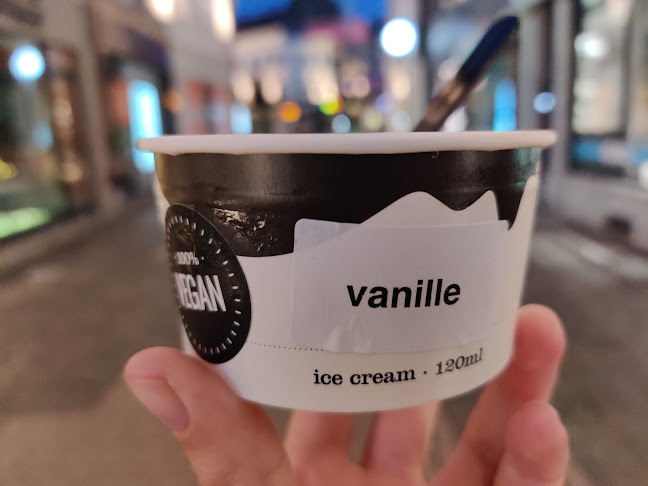 100%
VEGAN
vanille
ice cream · 120ml